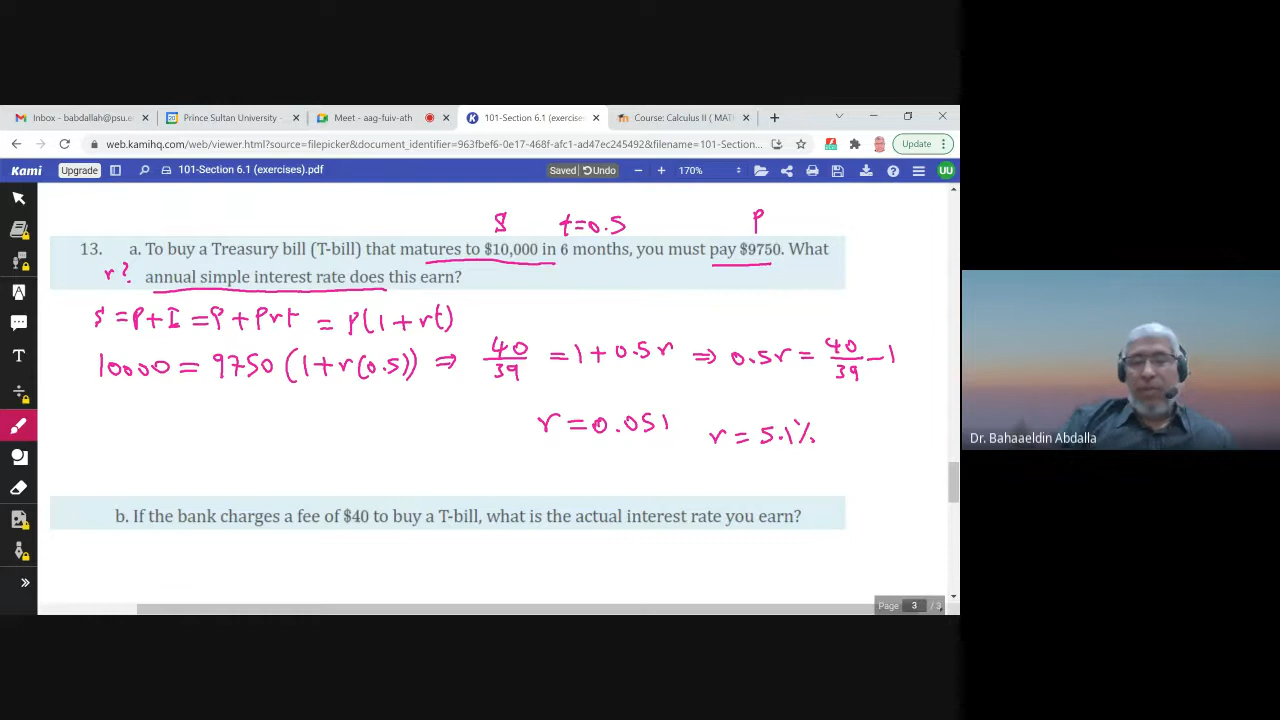 Inbox - babdallah@psu.e
Prince Sultan University -
Meet - aag-fuiv-ath
101-Section 6.1 (exercises
Course: Calculus II ( MAT
web.kamihq.com/web/viewer.html?source=filepicker&document_identifier=963fbef6-0e17-468f-afc1-ad47ec245492&filename=101-Section...
Update
Kami
Upgrade
101-Section 6.1 (exercises).pdf
Saved
Undo
170%
UU
S t=0.5 P
13. a. To buy a Treasury bill (T-bill) that matures to $10,000 in 6 months, you must pay $9750. What
r?
annual simple interest rate does this earn?
S = P+I = P + Prt = P(1+rt)
10000 = 9750 (1+r(0.5)) ⇒ 40/39 = 1+0.5r ⇒ 0.5r = 40/39 - 1
r = 0.051 r = 5.1%
b. If the bank charges a fee of $40 to buy a T-bill, what is the actual interest rate you earn?
Page 3 / 3
Dr. Bahaaeldin Abdalla